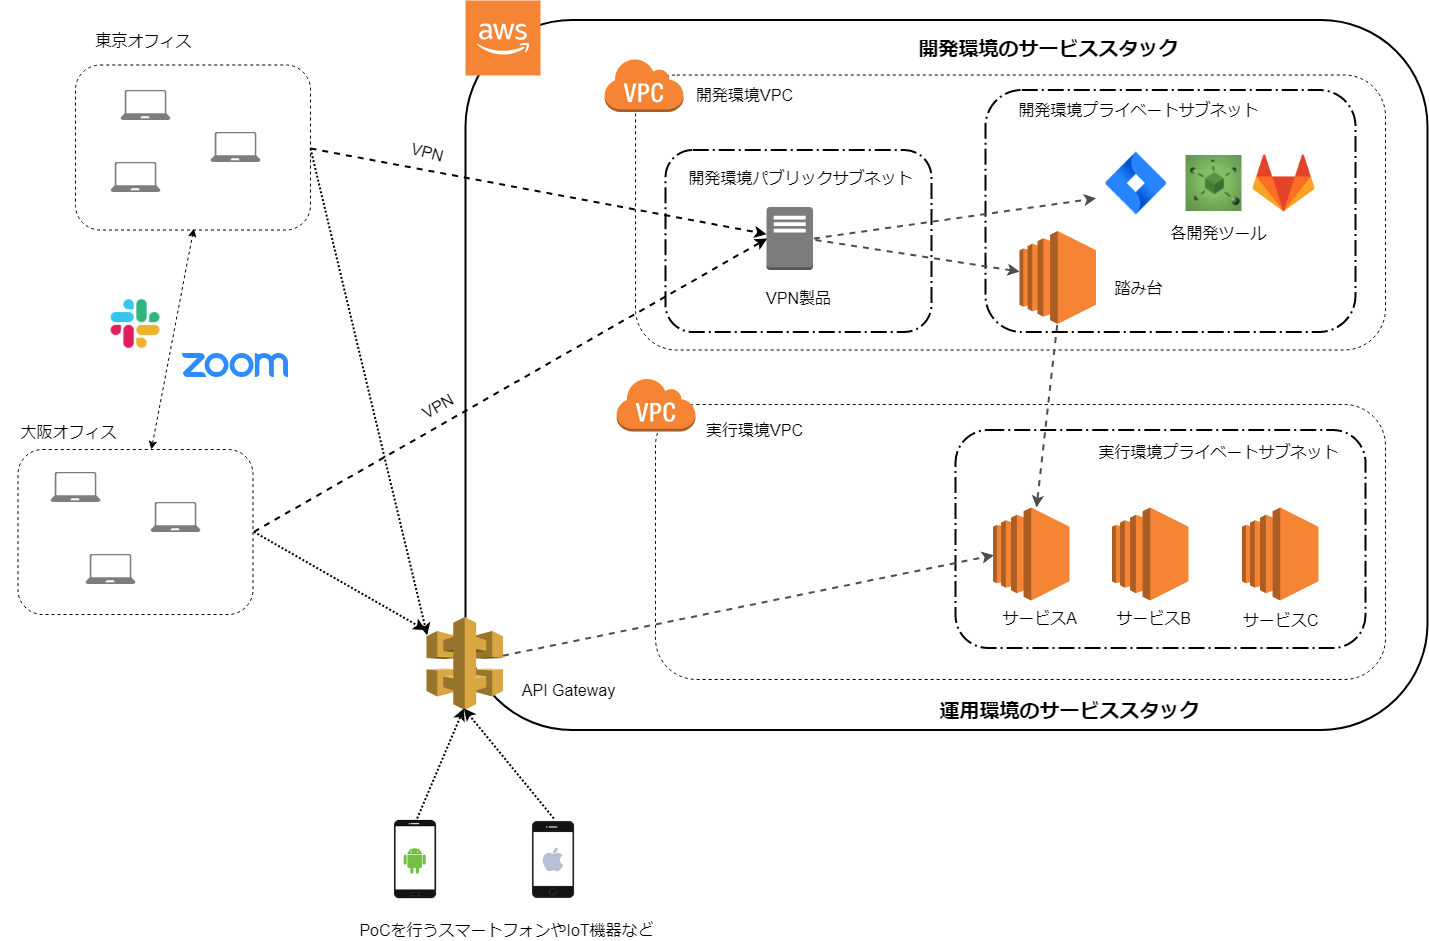 東京オフィス
aws
開発環境のサービススタック
VPC
開発環境VPC
開発環境プライベートサブネット
VPN
開発環境パブリックサブネット
各開発ツール
踏み台
VPN製品
zoom
VPN
大阪オフィス
VPC
実行環境VPC
実行環境プライベートサブネット
サービスA
サービスB
サービスC
API Gateway
運用環境のサービススタック
PoCを行うスマートフォンやIoT機器など